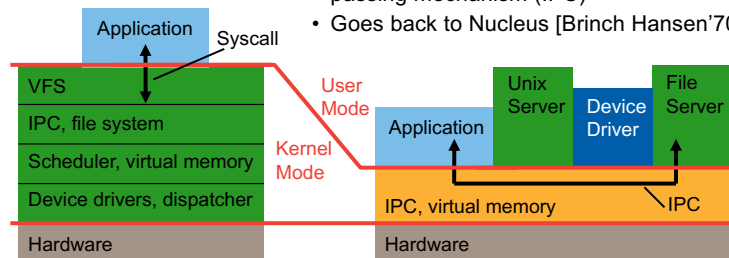 passing mechanism (IPC)
• Goes back to Nucleus [Brinch Hansen'70
Application
Syscall
VFS
IPC, file system
Scheduler, virtual memory
Device drivers, dispatcher
Hardware
User
Mode
Kernel
Mode
Application
Unix
Server
Device
Driver
File
Server
IPC, virtual memory
IPC
Hardware